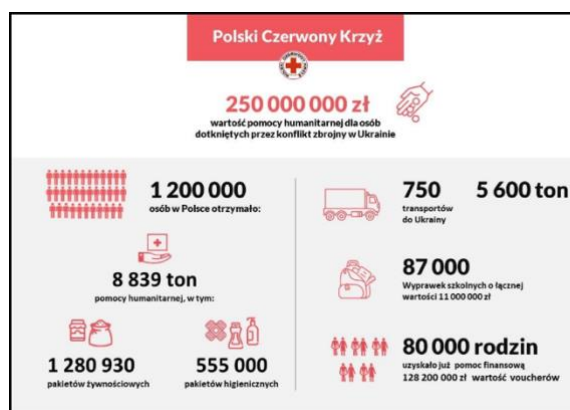 Polski Czerwony Krzyż
250 000 000 zł
wartość pomocy humanitarnej dla osób
dotkniętych przez konflikt zbrojny w Ukrainie
1 200 000
osób w Polsce otrzymało:
8 839 ton
pomocy humanitarnej, w tym:
1 280 930
pakietów żywnościowych
555 000
pakietów higienicznych
750 5 600 ton
transportów
do Ukrainy
87 000
Wyprawek szkolnych o łącznej
wartości 11 000 000 zł
80 000 rodzin
uzyskało już pomoc finansową
128 200 000 zł wartość voucherów